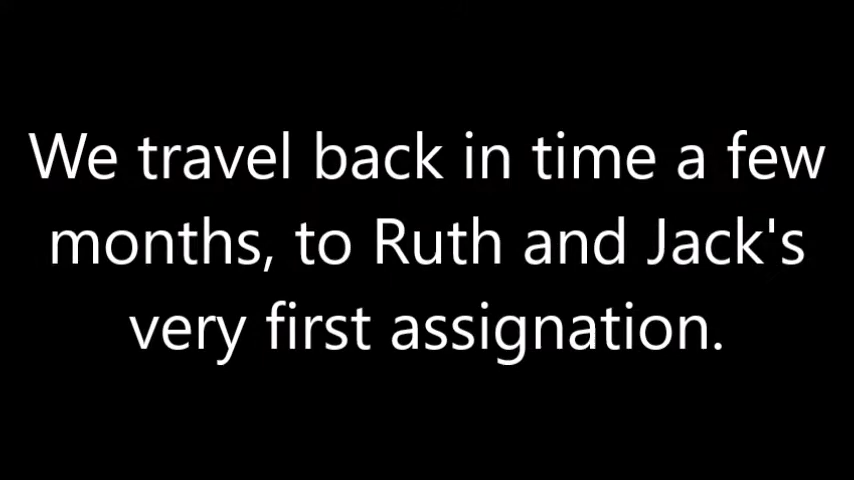 We travel back in time a few
months, to Ruth and Jack's
very first assignation.